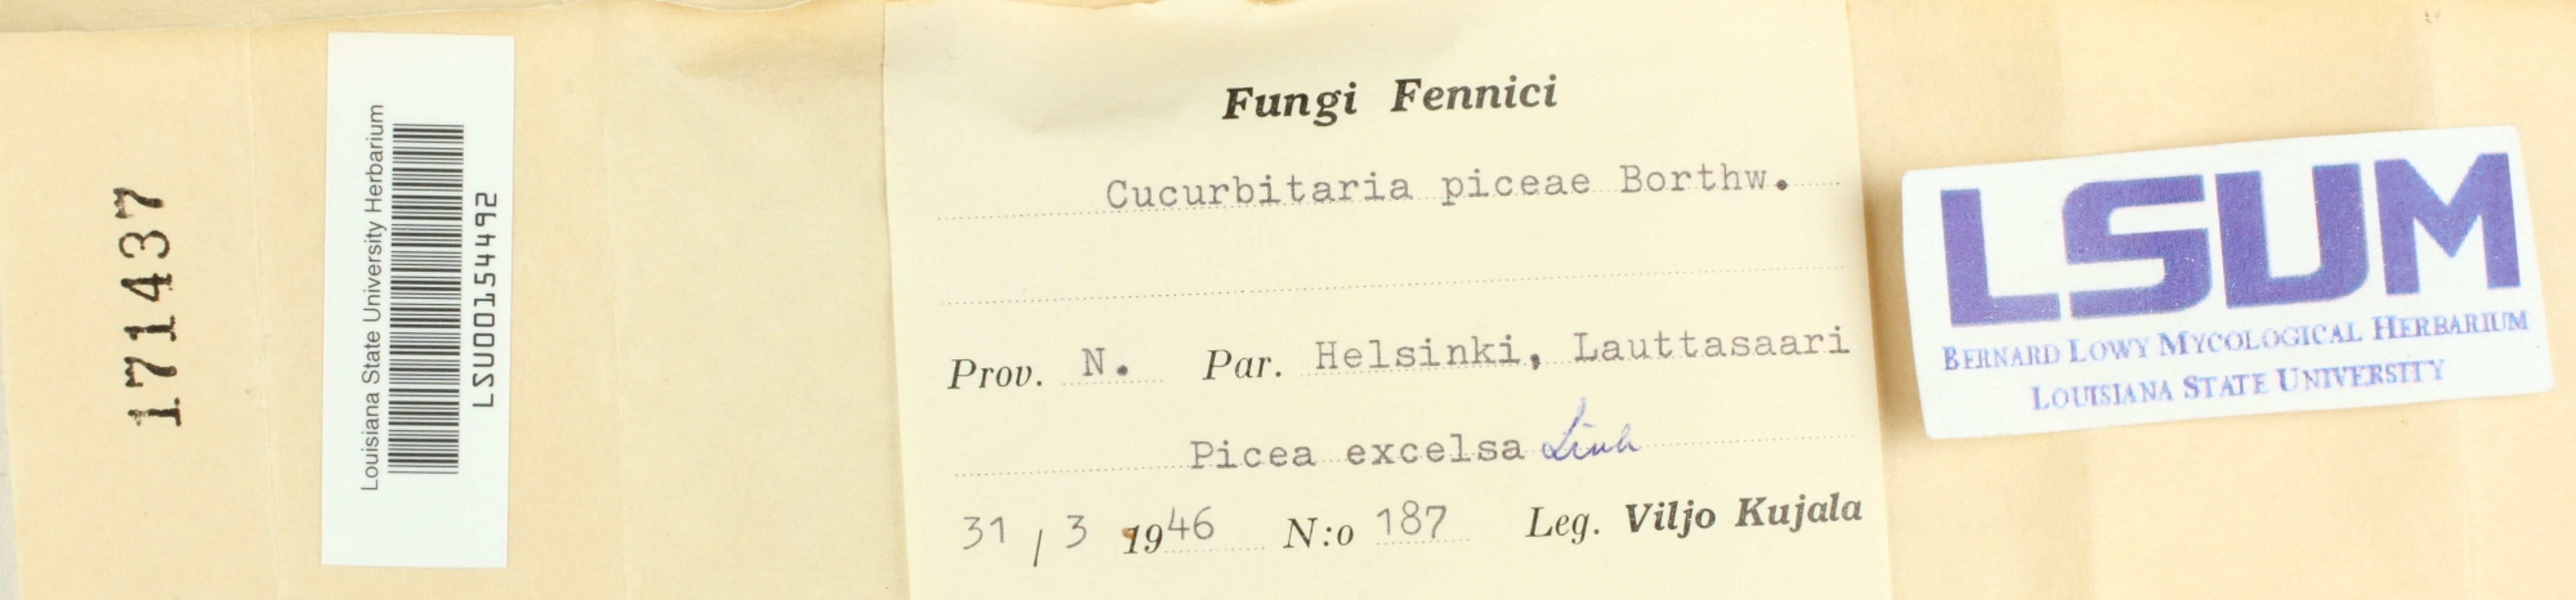 171437
Louisiana State University Herbarium
LSU00154492
Fungi Fennici
Cucurbitaria piceae Borthw.
Prov. N. Par. Helsinki, Lauttasaari
Picea excelsa Link
31 / 3 1946 N:o 187 Leg. Viljo Kujala
LSUM
BERNARD LOWY MYCOLOGICAL HERBARIUM
LOUISIANA STATE UNIVERSITY